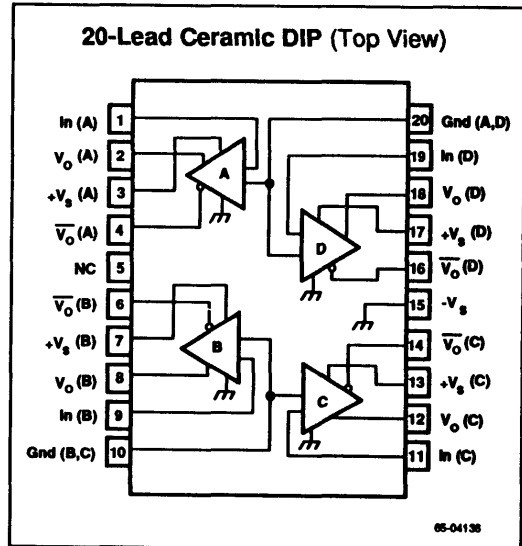 20-Lead Ceramic DIP (Top View)
In (A) 1
V_O (A) 2
+V_S (A) 3
V̅_O̅ (A) 4
NC 5
V̅_O̅ (B) 6
+V_S (B) 7
V_O (B) 8
In (B) 9
Gnd (B,C) 10
20 Gnd (A,D)
19 In (D)
18 V_O (D)
17 +V_S (D)
16 V̅_O̅ (D)
15 -V_S
14 V̅_O̅ (C)
13 +V_S (C)
12 V_O (C)
11 In (C)
A
D
B
C
65-04136